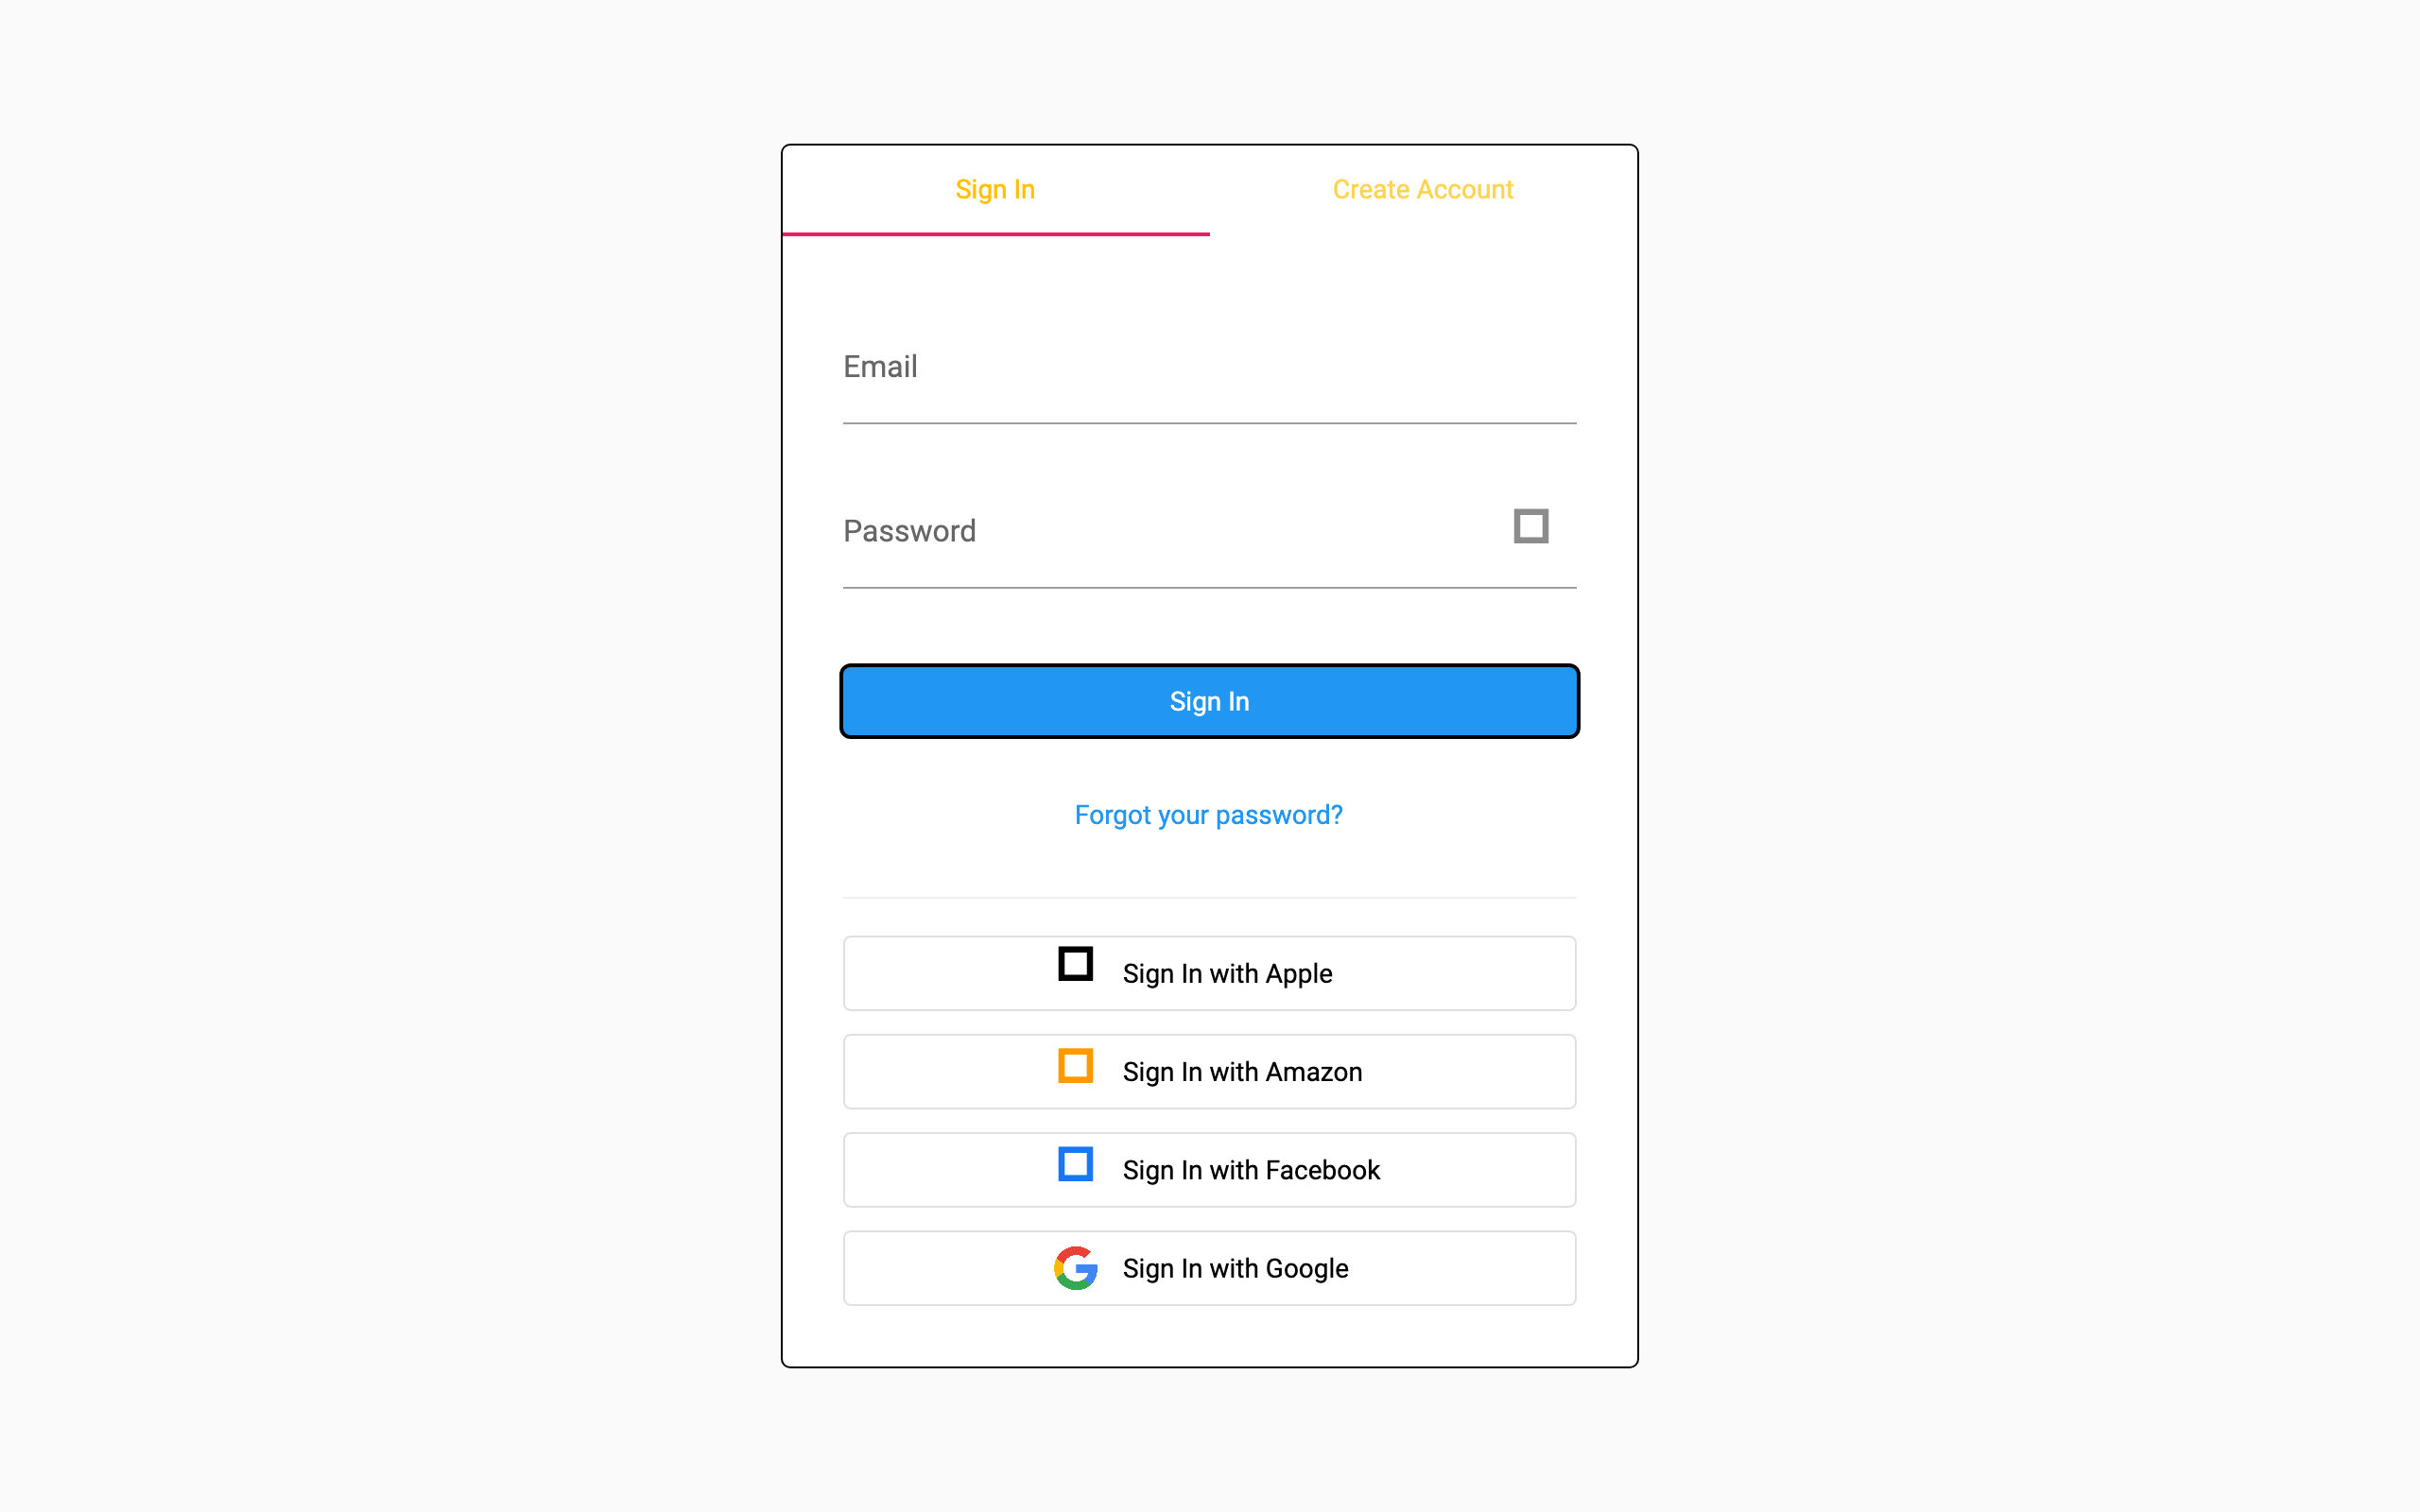 Sign In
Create Account
Email
Password
Sign In
Forgot your password?
Sign In with Apple
Sign In with Amazon
Sign In with Facebook
Sign In with Google